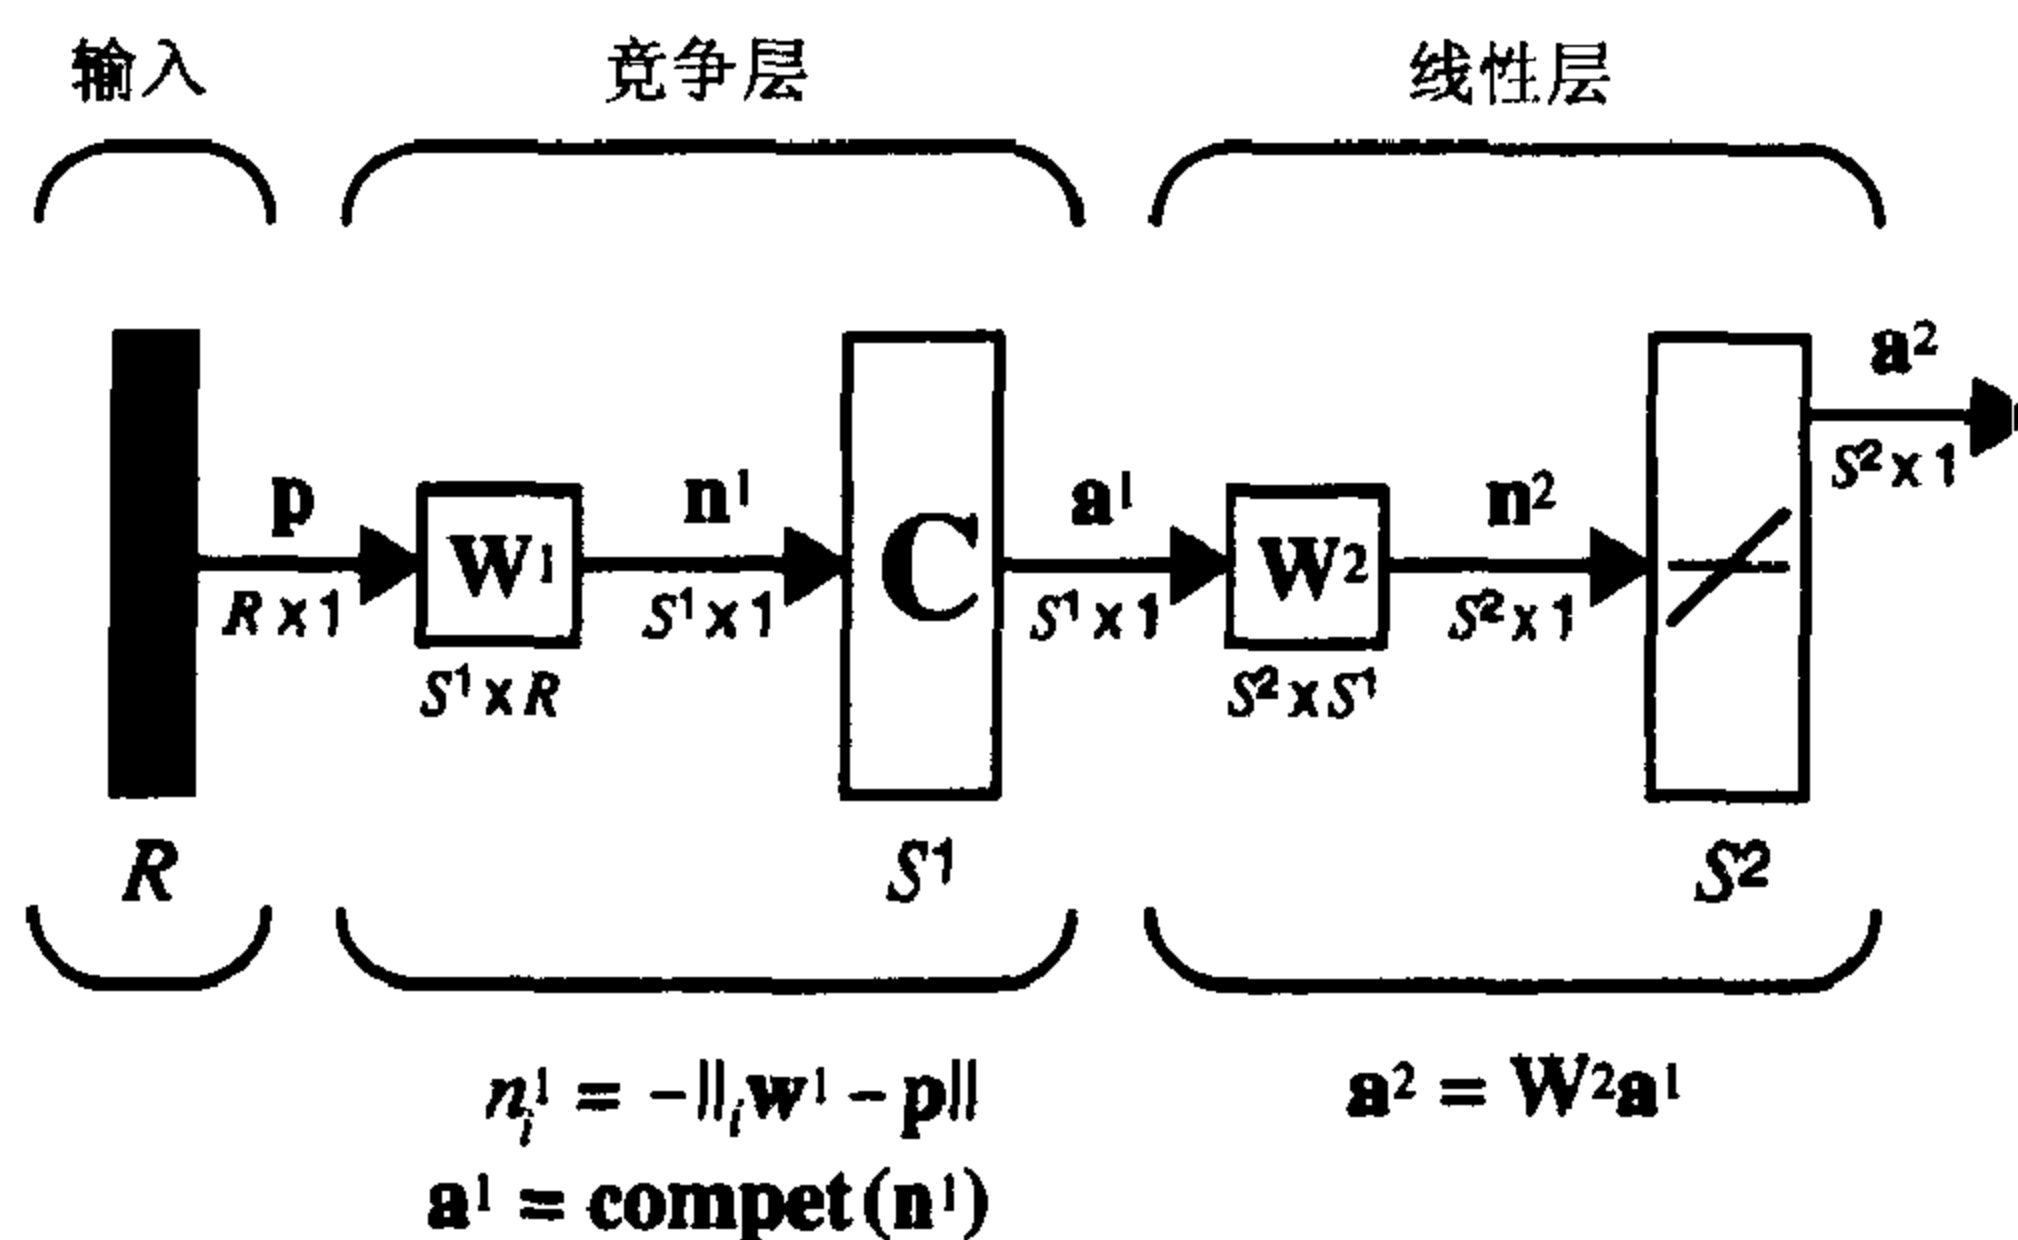 输入 竞争层 线性层
a²
p n¹ a¹ n² S²×1
W¹ C W²
R×1 S¹×1 S¹×1 S²×1
S¹×R S²×S¹
R S¹ S²
nᵢ¹ = -||ᵢw¹ - p|| a² = W²a¹
a¹ = compet(n¹)